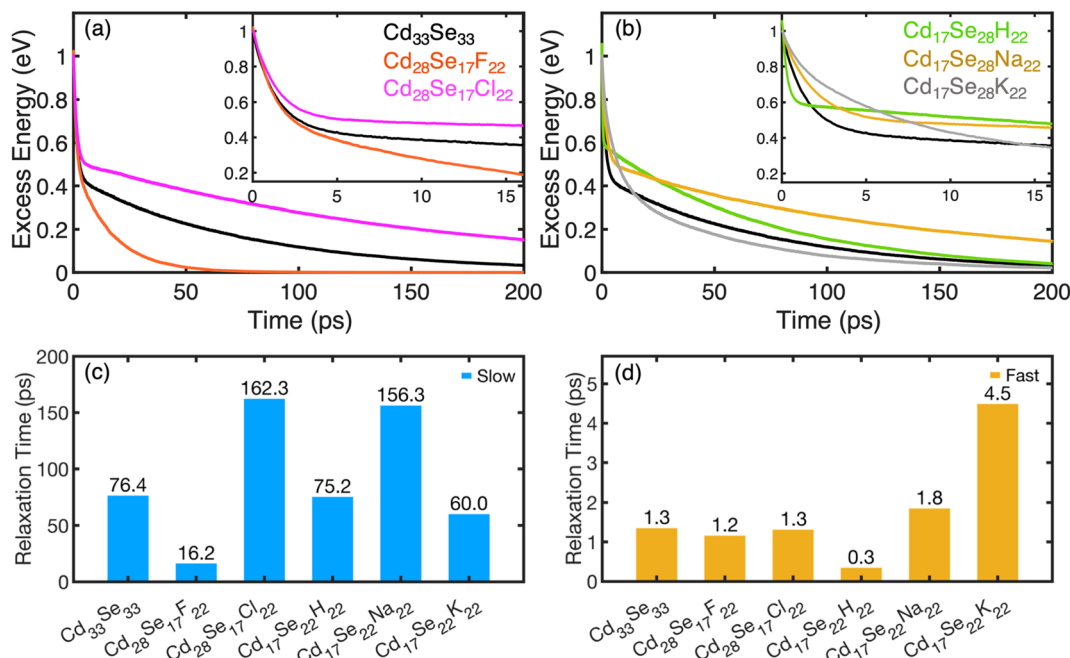 (a)
Cd33Se33
Cd28Se17F22
Cd28Se17Cl22
Excess Energy (eV)
1
0.8
0.6
0.4
0.2
0
0 50 100 150 200
Time (ps)
1
0.8
0.6
0.4
0.2
0 5 10 15
(b)
Cd17Se28H22
Cd17Se28Na22
Cd17Se28K22
Excess Energy (eV)
1
0.8
0.6
0.4
0.2
0
0 50 100 150 200
Time (ps)
1
0.8
0.6
0.4
0.2
0 5 10 15
(c)
Slow
Relaxation Time (ps)
200
150
100
50
0
76.4
16.2
162.3
75.2
156.3
60.0
Cd33Se33
Cd28Se17F22
Cd28Se17Cl22
Cd17Se22H22
Cd17Se22Na22
Cd17Se22K22
(d)
Fast
Relaxation Time (ps)
5
4
3
2
1
0
1.3
1.2
1.3
0.3
1.8
4.5
Cd33Se33
Cd28Se17F22
Cd28Se17Cl22
Cd17Se22H22
Cd17Se22Na22
Cd17Se22K22